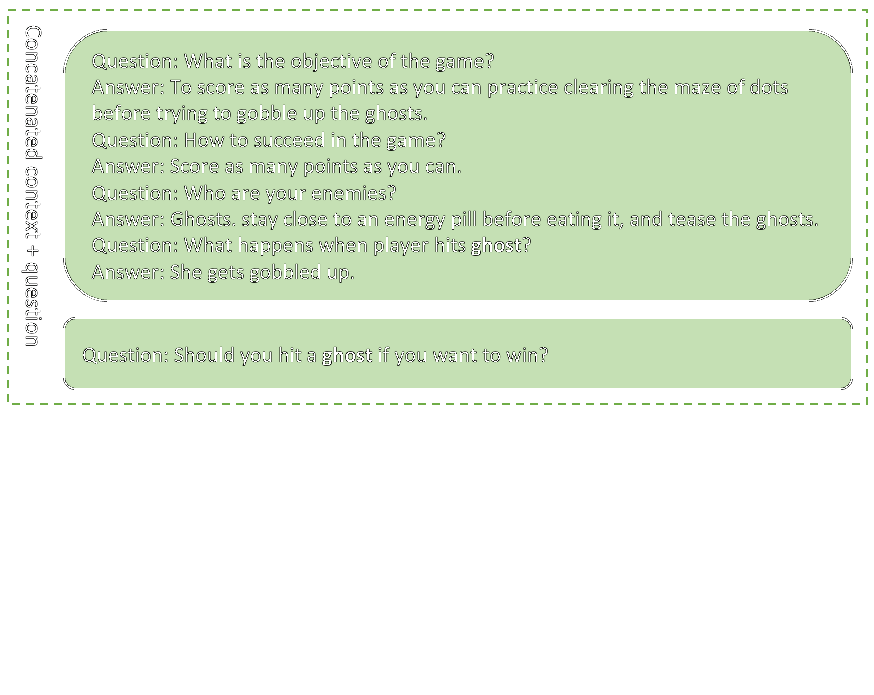 Concatenated context + question
Question: What is the objective of the game?
Answer: To score as many points as you can practice clearing the maze of dots
before trying to gobble up the ghosts.
Question: How to succeed in the game?
Answer: Score as many points as you can.
Question: Who are your enemies?
Answer: Ghosts. stay close to an energy pill before eating it, and tease the ghosts.
Question: What happens when player hits ghost?
Answer: She gets gobbled up.
Question: Should you hit a ghost if you want to win?